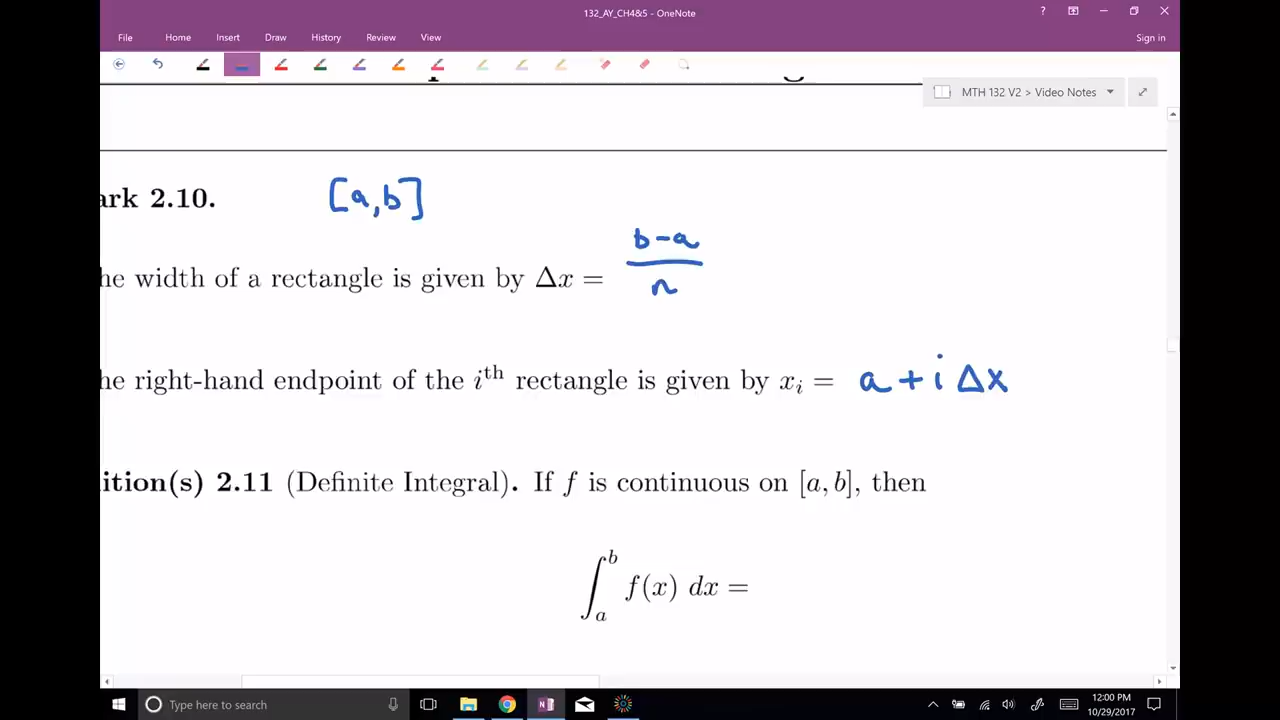 132_AY_CH4&5 - OneNote
?
File Home Insert Draw History Review View Sign in
MTH 132 V2 > Video Notes
ark 2.10. [a,b]
he width of a rectangle is given by Δx = b-a / n
he right-hand endpoint of the iᵗʰ rectangle is given by xᵢ = a + i Δx
ition(s) 2.11 (Definite Integral). If f is continuous on [a, b], then
∫ₐᵇ f(x) dx =
Type here to search
12:00 PM
10/29/2017